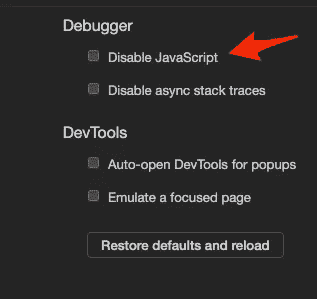 Debugger
Disable JavaScript
Disable async stack traces
DevTools
Auto-open DevTools for popups
Emulate a focused page
Restore defaults and reload